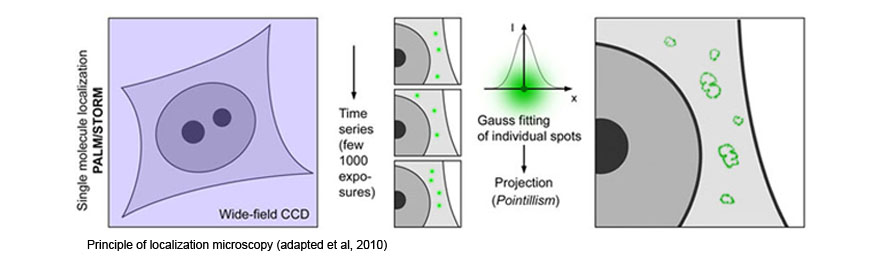 Single molecule localization
PALM/STORM
Wide-field CCD
Time
series
(few
1000
expo-
sures)
I
x
Gauss fitting
of individual spots
Projection
(Pointillism)
Principle of localization microscopy (adapted et al, 2010)